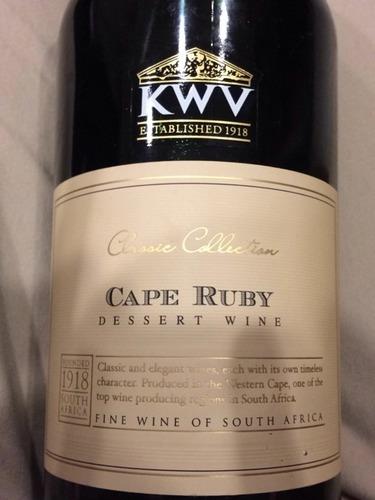 KWV
ESTABLISHED 1918
Classic Collection
CAPE RUBY
DESSERT WINE
FOUNDED
1918
SOUTH
AFRICA
Classic and elegant wines, each with its own timeless
character. Produced in the Western Cape, one of the
top wine producing regions in South Africa.
FINE WINE OF SOUTH AFRICA